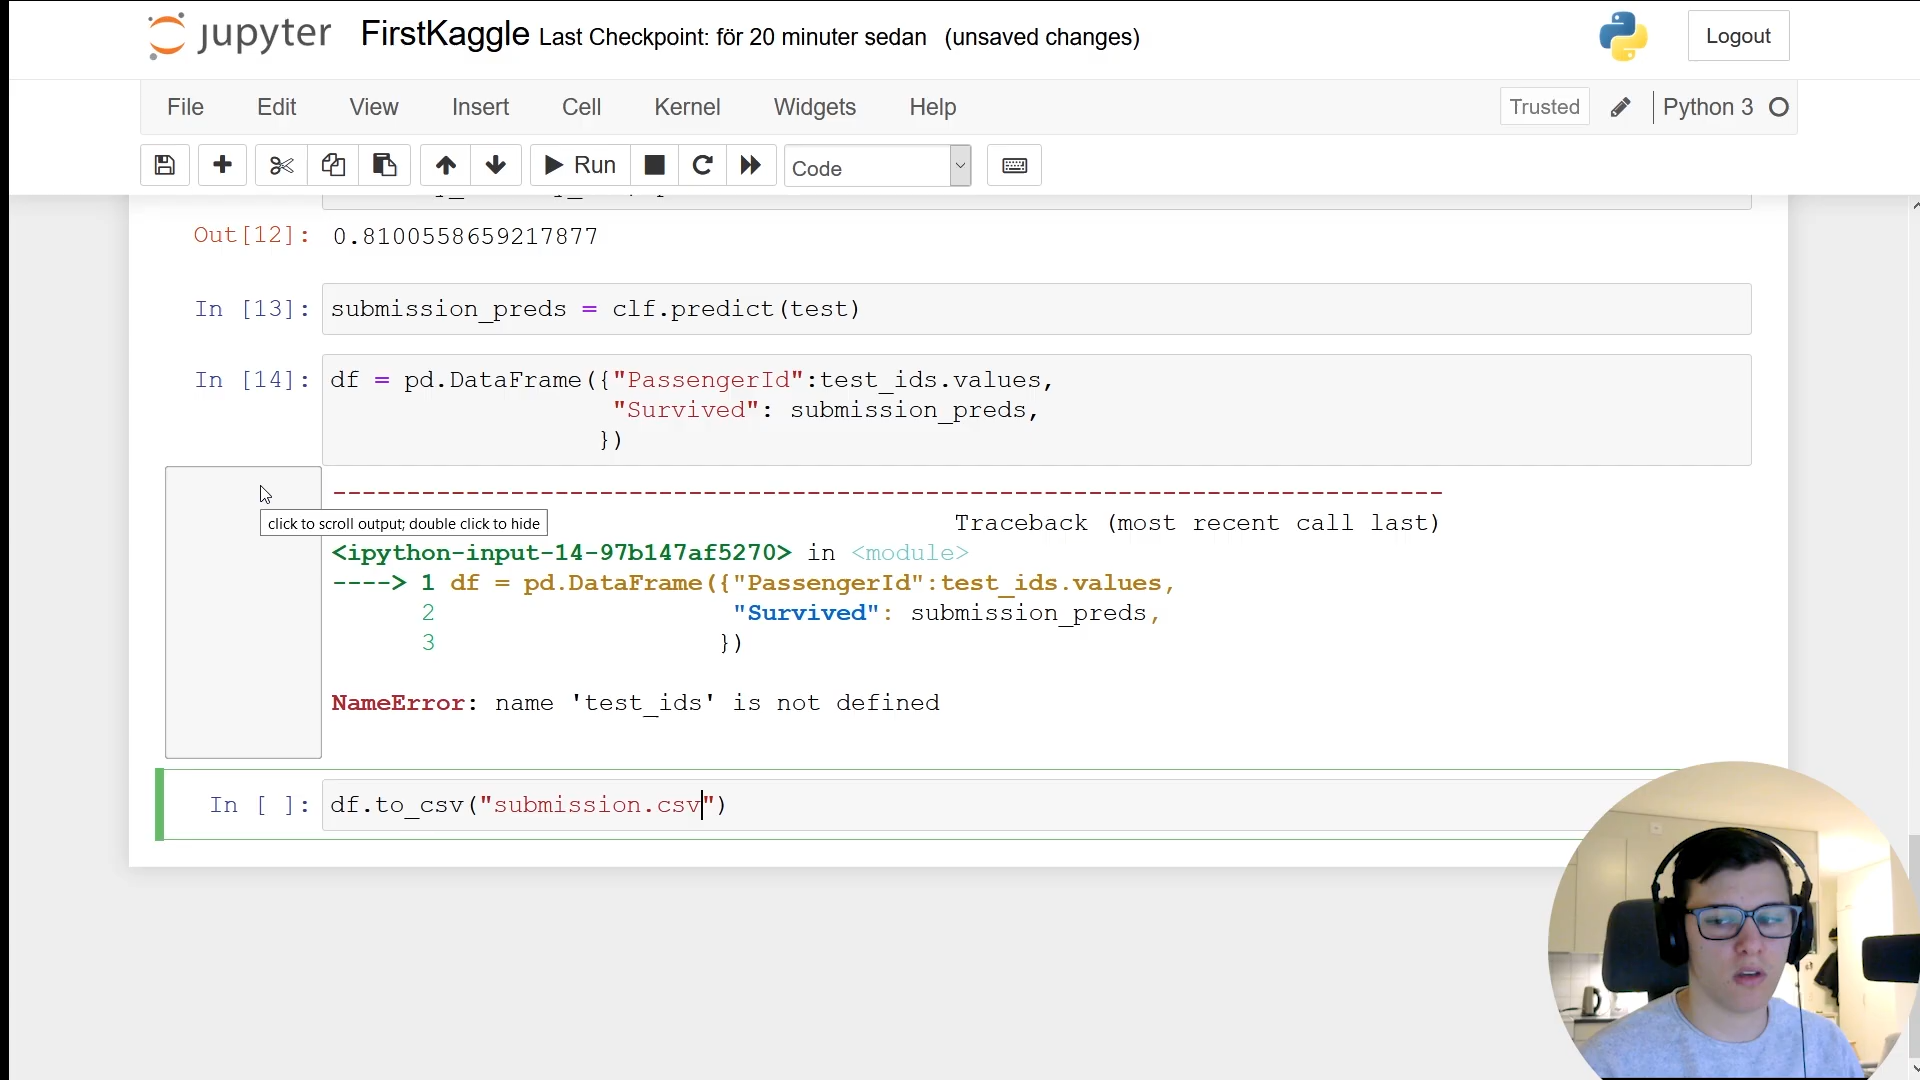 jupyter FirstKaggle Last Checkpoint: för 20 minuter sedan (unsaved changes) Logout
File Edit View Insert Cell Kernel Widgets Help Trusted Python 3
Run Code
Out[12]: 0.8100558659217877
In [13]: submission_preds = clf.predict(test)
In [14]: df = pd.DataFrame({"PassengerId":test_ids.values,
"Survived": submission_preds,
})
---------------------------------------------------------------------------
Traceback (most recent call last)
click to scroll output; double click to hide
<ipython-input-14-97b147af5270> in <module>
----> 1 df = pd.DataFrame({"PassengerId":test_ids.values,
2 "Survived": submission_preds,
3 })
NameError: name 'test_ids' is not defined
In [ ]: df.to_csv("submission.csv")